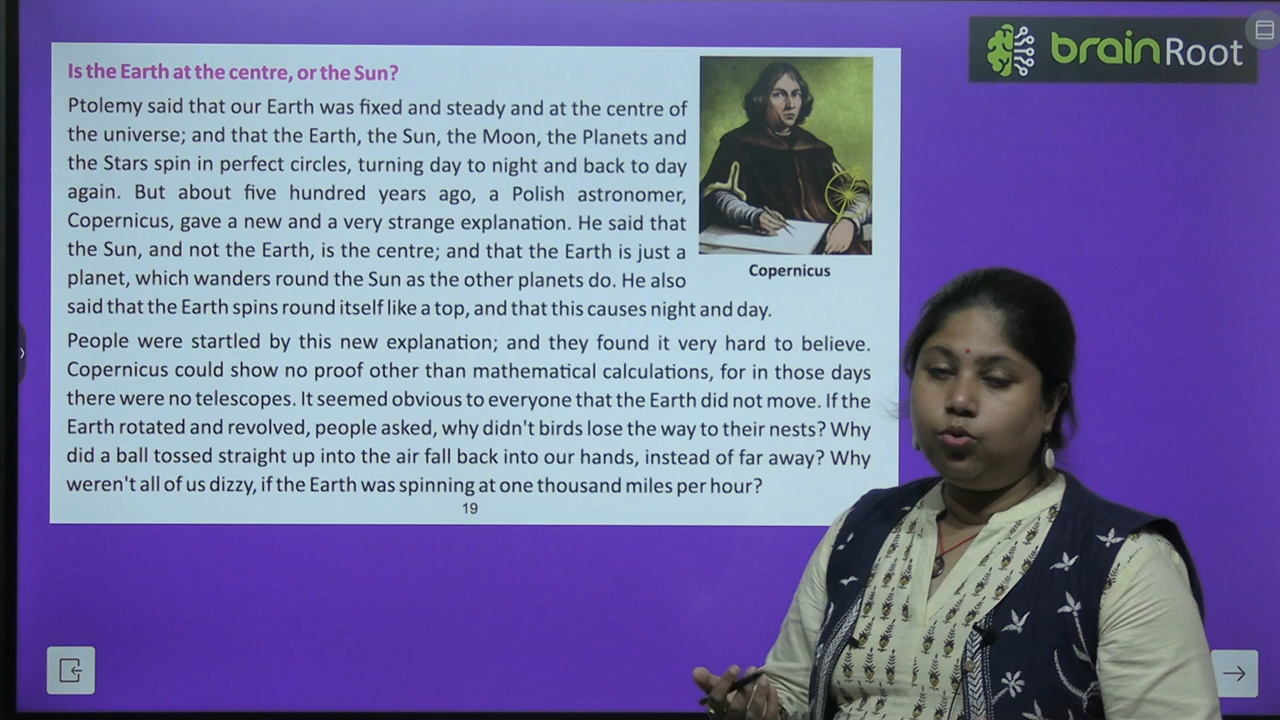 brainRoot
Is the Earth at the centre, or the Sun?
Ptolemy said that our Earth was fixed and steady and at the centre of
the universe; and that the Earth, the Sun, the Moon, the Planets and
the Stars spin in perfect circles, turning day to night and back to day
again. But about five hundred years ago, a Polish astronomer,
Copernicus, gave a new and a very strange explanation. He said that
the Sun, and not the Earth, is the centre; and that the Earth is just a
planet, which wanders round the Sun as the other planets do. He also
said that the Earth spins round itself like a top, and that this causes night and day.
Copernicus
People were startled by this new explanation; and they found it very hard to believe.
Copernicus could show no proof other than mathematical calculations, for in those days
there were no telescopes. It seemed obvious to everyone that the Earth did not move. If the
Earth rotated and revolved, people asked, why didn't birds lose the way to their nests? Why
did a ball tossed straight up into the air fall back into our hands, instead of far away? Why
weren't all of us dizzy, if the Earth was spinning at one thousand miles per hour?
19